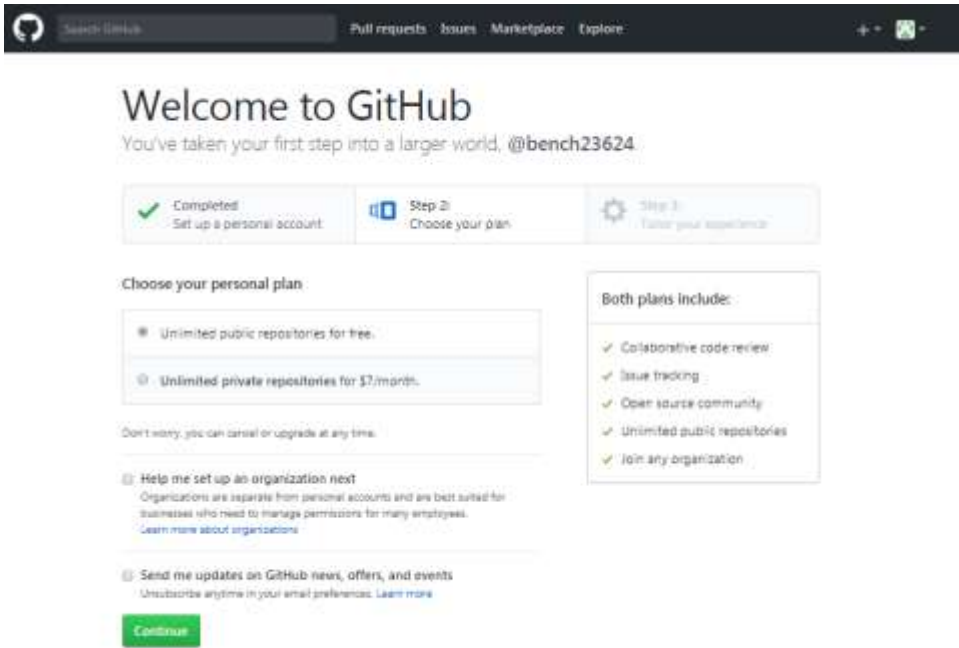 Search GitHub
Pull requests Issues Marketplace Explore
Welcome to GitHub
You've taken your first step into a larger world, @bench23624
Completed
Set up a personal account
Step 2:
Choose your plan
Step 3:
Tailor your experience
Choose your personal plan
Unlimited public repositories for free.
Unlimited private repositories for $7/month.
Don't worry, you can cancel or upgrade at any time.
Help me set up an organization next
Organizations are separate from personal accounts and are best suited for
businesses who need to manage permissions for many employees.
Learn more about organizations
Send me updates on GitHub news, offers, and events
Unsubscribe anytime in your email preferences. Learn more
Continue
Both plans include:
Collaborative code review
Issue tracking
Open source community
Unlimited public repositories
Join any organization